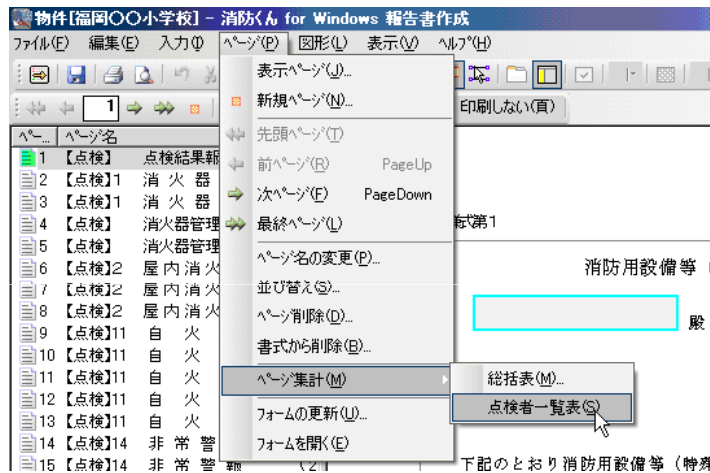 物件[福岡〇〇小学校] - 消防くん for Windows 報告書作成
ﾌｧｲﾙ(F) 編集(E) 入力(I) ﾍﾟｰｼﾞ(P) 図形(L) 表示(V) ﾍﾙﾌﾟ(H)
1
印刷しない(頁)
ﾍﾟｰ... ﾍﾟｰｼﾞ名
1 【点検】 点検結果報
2 【点検】1 消 火 器
3 【点検】1 消 火 器
4 【点検】 消火器管理
5 【点検】 消火器管理
6 【点検】2 屋 内 消 火
7 【点検】2 屋 内 消 火
8 【点検】2 屋 内 消 火
9 【点検】11 自 火
10 【点検】11 自 火
11 【点検】11 自 火
12 【点検】11 自 火
13 【点検】11 自 火
14 【点検】14 非 常 警
15 【点検】14 非 常 警 報 (2)
表示ﾍﾟｰｼﾞ(J)...
新規ﾍﾟｰｼﾞ(N)...
先頭ﾍﾟｰｼﾞ(T)
前ﾍﾟｰｼﾞ(R) PageUp
次ﾍﾟｰｼﾞ(F) PageDown
最終ﾍﾟｰｼﾞ(L)
ﾍﾟｰｼﾞ名の変更(P)...
並び替え(S)...
ﾍﾟｰｼﾞ削除(D)...
書式から削除(B)...
ﾍﾟｰｼﾞ集計(M)
ﾌｫｰﾑの更新(U)...
ﾌｫｰﾑを開く(E)
総括表(M)...
点検者一覧表(S)
式第1
消防用設備等
殿
下記のとおり消防用設備等（特殊